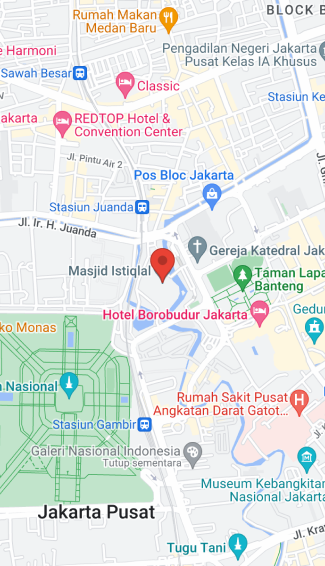 BLOCK B
Rumah Makan
Medan Baru
e Harmoni
Pengadilan Negeri Jakarta
Pusat Kelas IA Khusus
Sawah Besar
Classic
Stasiun Ke
akarta
REDTOP Hotel &
Convention Center
Jl. Pintu Air 2
Pos Bloc Jakarta
Stasiun Juanda
Jl. Ir. H. Juanda
Gereja Katedral Jak
Masjid Istiqlal
Taman Lapa
Banteng
Hotel Borobudur Jakarta
Gedu
ko Monas
n Nasional
Rumah Sakit Pusat
Angkatan Darat Gatot...
Stasiun Gambir
Galeri Nasional Indonesia
Tutup sementara
Museum Kebangkitan
Nasional Jakarta
Jakarta Pusat
Jl. Kra
Tugu Tani